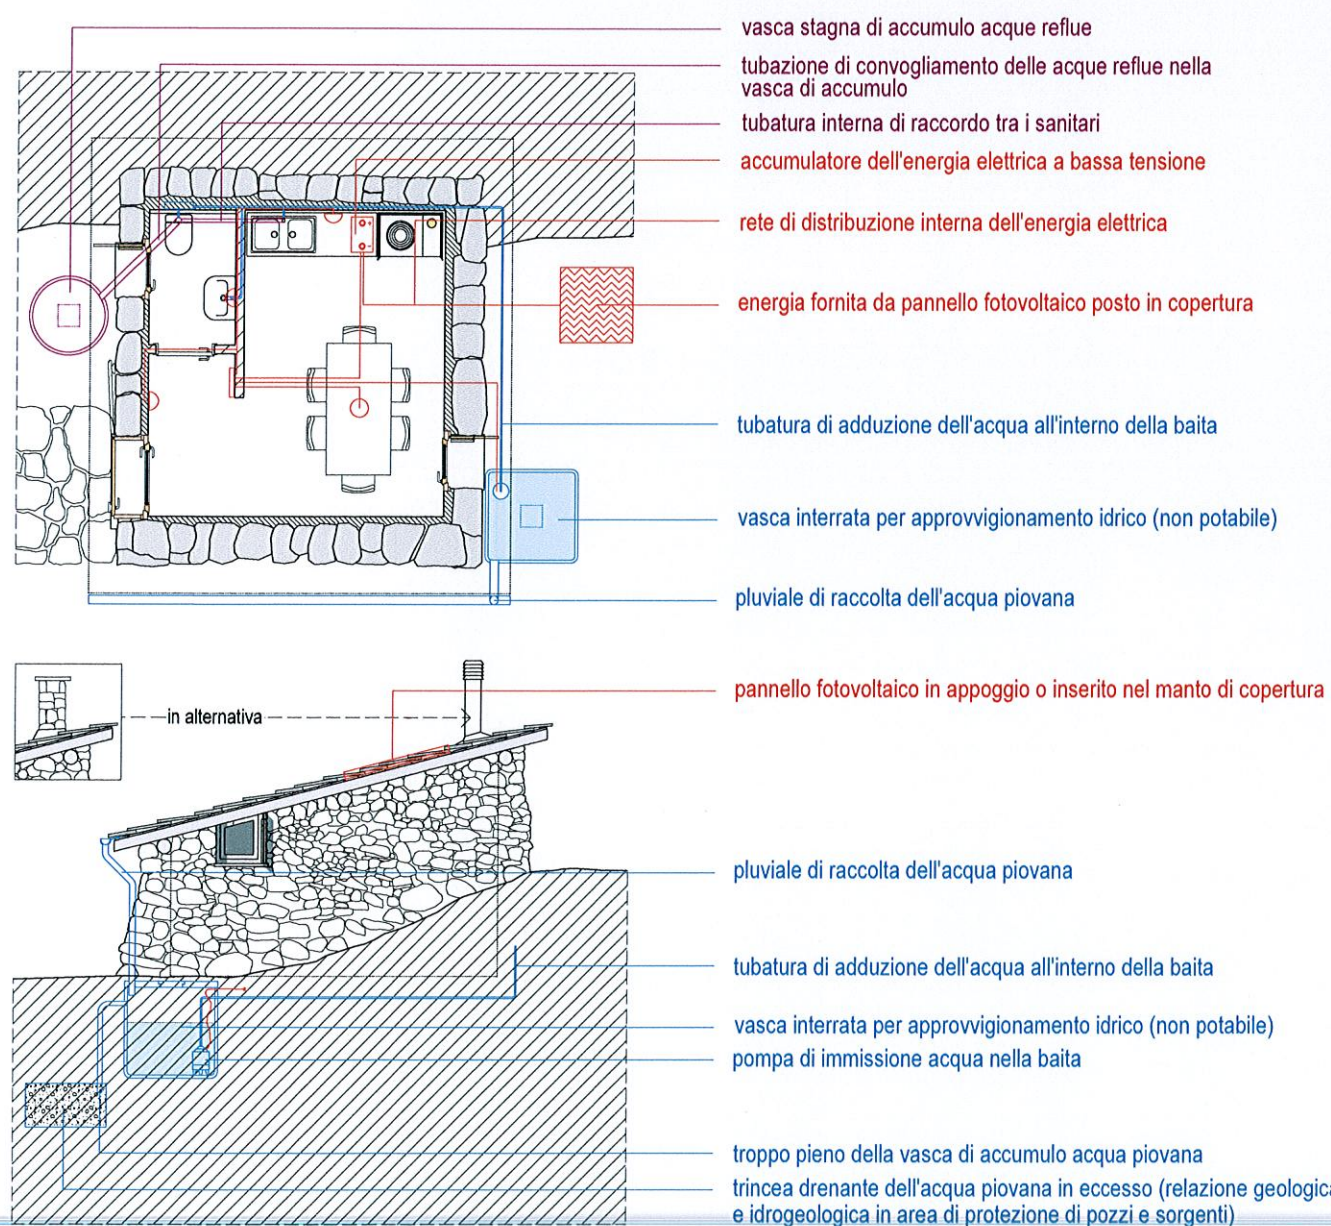 vasca stagna di accumulo acque reflue
tubazione di convogliamento delle acque reflue nella
vasca di accumulo
tubatura interna di raccordo tra i sanitari
accumulatore dell'energia elettrica a bassa tensione
rete di distribuzione interna dell'energia elettrica
energia fornita da pannello fotovoltaico posto in copertura
tubatura di adduzione dell'acqua all'interno della baita
vasca interrata per approvvigionamento idrico (non potabile)
pluviale di raccolta dell'acqua piovana
in alternativa
pannello fotovoltaico in appoggio o inserito nel manto di copertura
pluviale di raccolta dell'acqua piovana
tubatura di adduzione dell'acqua all'interno della baita
vasca interrata per approvvigionamento idrico (non potabile)
pompa di immissione acqua nella baita
troppo pieno della vasca di accumulo acqua piovana
trincea drenante dell'acqua piovana in eccesso (relazione geologica
e idrogeologica in area di protezione di pozzi e sorgenti)